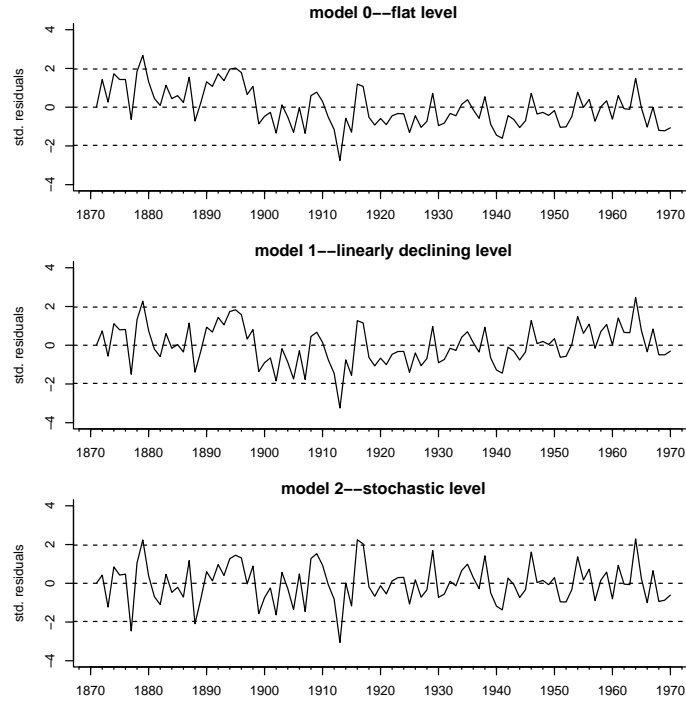 model 0−−flat level
std. residuals
4
2
0
−2
−4
1870 1880 1890 1900 1910 1920 1930 1940 1950 1960 1970
model 1−−linearly declining level
std. residuals
4
2
0
−2
−4
1870 1880 1890 1900 1910 1920 1930 1940 1950 1960 1970
model 2−−stochastic level
std. residuals
4
2
0
−2
−4
1870 1880 1890 1900 1910 1920 1930 1940 1950 1960 1970